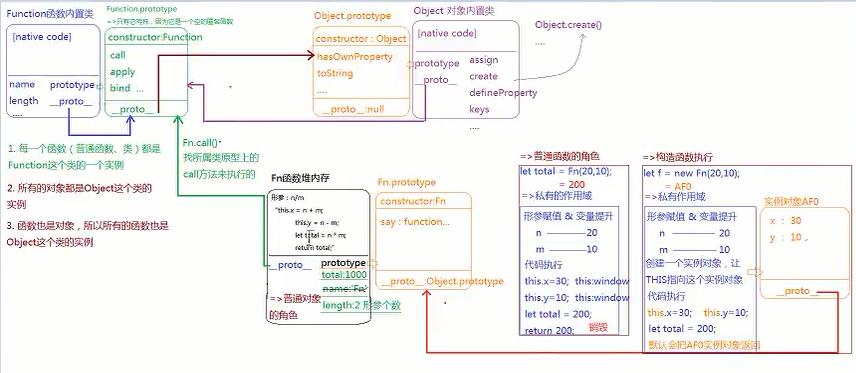 Function函数内置类
[native code]
name prototype
length __proto__
....
Function.prototype
=>只有它特殊，因为它是一个空的匿名函数
constructor:Function
call
apply
bind ...
__proto__
Object.prototype
constructor : Object
hasOwnProperty
toString
....
__proto__:null
Object 对象内置类
[native code]
prototype
__proto__
assign
create
defineProperty
keys
....
Object.create()
....
1. 每一个函数（普通函数、类）都是
Function这个类的一个实例
2. 所有的对象都是Object这个类的
实例
3. 函数也是对象，所以所有的函数也是
Object这个类的实例
Fn.call()
找所属类原型上的
call方法来执行的
Fn函数堆内存
形参：n/m
"this.x = n + m;
this.y = n - m;
let total = n * m;
return total;"
__proto__
prototype
total:1000
name:'Fn'
length:2 形参个数
=>普通对象
的角色
Fn.prototype
constructor:Fn
say : function...
__proto__:Object.prototype
=>普通函数的角色
let total = Fn(20,10);
= 200
=>私有的作用域
形参赋值 & 变量提升
n 20
m 10
代码执行
this.x=30; this:window
this.y=10; this:window
let total = 200;
return 200;
销毁
=>构造函数执行
let f = new Fn(20,10);
= AF0
=>私有作用域
形参赋值 & 变量提升
n 20
m 10
创建一个实例对象，让
THIS指向这个实例对象
代码执行
this.x=30; this.y=10;
let total = 200;
默认会把AF0实例对象返回
实例对象AF0
x : 30
y : 10
__proto__